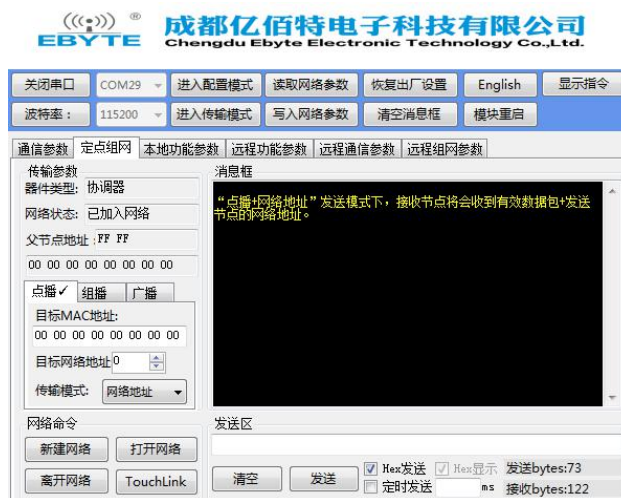 ((( ))) ®
EBYTE
成都亿佰特电子科技有限公司
Chengdu Ebyte Electronic Technology Co.,Ltd.
关闭串口 COM29 进入配置模式 读取网络参数 恢复出厂设置 English 显示指令
波特率： 115200 进入传输模式 写入网络参数 清空消息框 模块重启
通信参数 定点组网 本地功能参数 远程功能参数 远程通信参数 远程组网参数
传输参数
器件类型: 协调器
网络状态: 已加入网络
父节点地址: FF FF
00 00 00 00 00 00 00 00
点播✓ 组播 广播
目标MAC地址:
00 00 00 00 00 00 00 00
目标网络地址 0
传输模式: 网络地址
消息框
“点播+网络地址”发送模式下，接收节点将会收到有效数据包+发送
节点的网络地址。
网络命令
新建网络 打开网络
离开网络 TouchLink
发送区
清空 发送
Hex发送 Hex显示 发送bytes:73
定时发送 ms 接收bytes:122